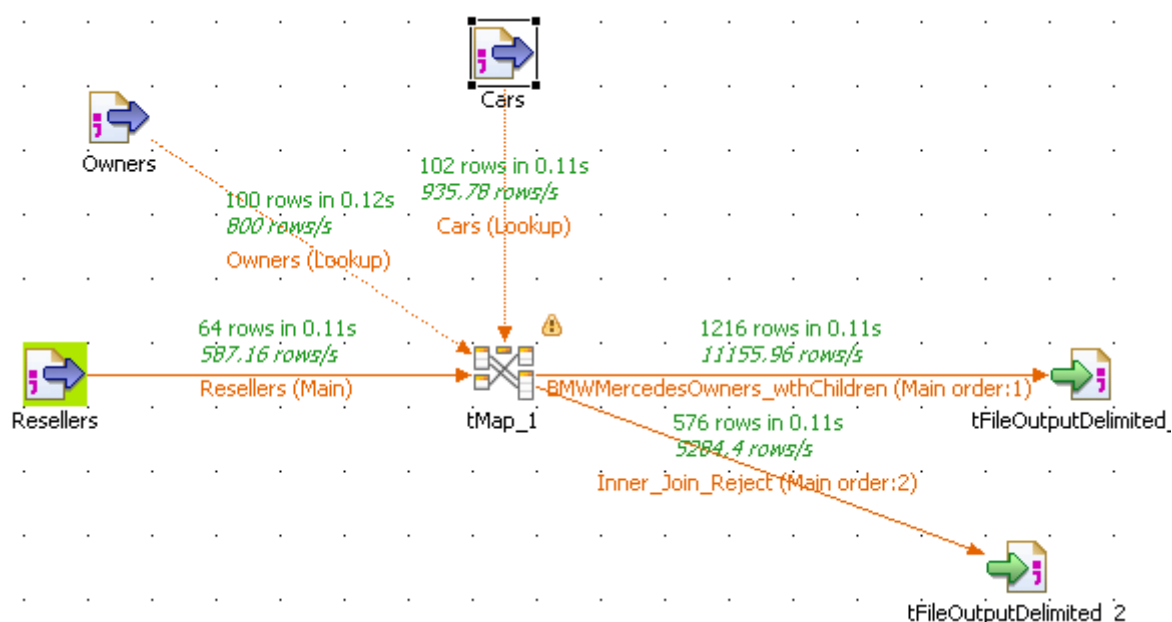 Cars
Owners
102 rows in 0.11s
935.78 rows/s
Cars (Lookup)
100 rows in 0.12s
800 rows/s
Owners (Lookup)
64 rows in 0.11s
587.16 rows/s
Resellers (Main)
Resellers
tMap_1
1216 rows in 0.11s
11155.96 rows/s
BMWMercedesOwners_wthChildren (Main order:1)
tFileOutputDelimited_
576 rows in 0.11s
5284.4 rows/s
Inner_Join_Reject (Main order:2)
tFileOutputDelimited_2